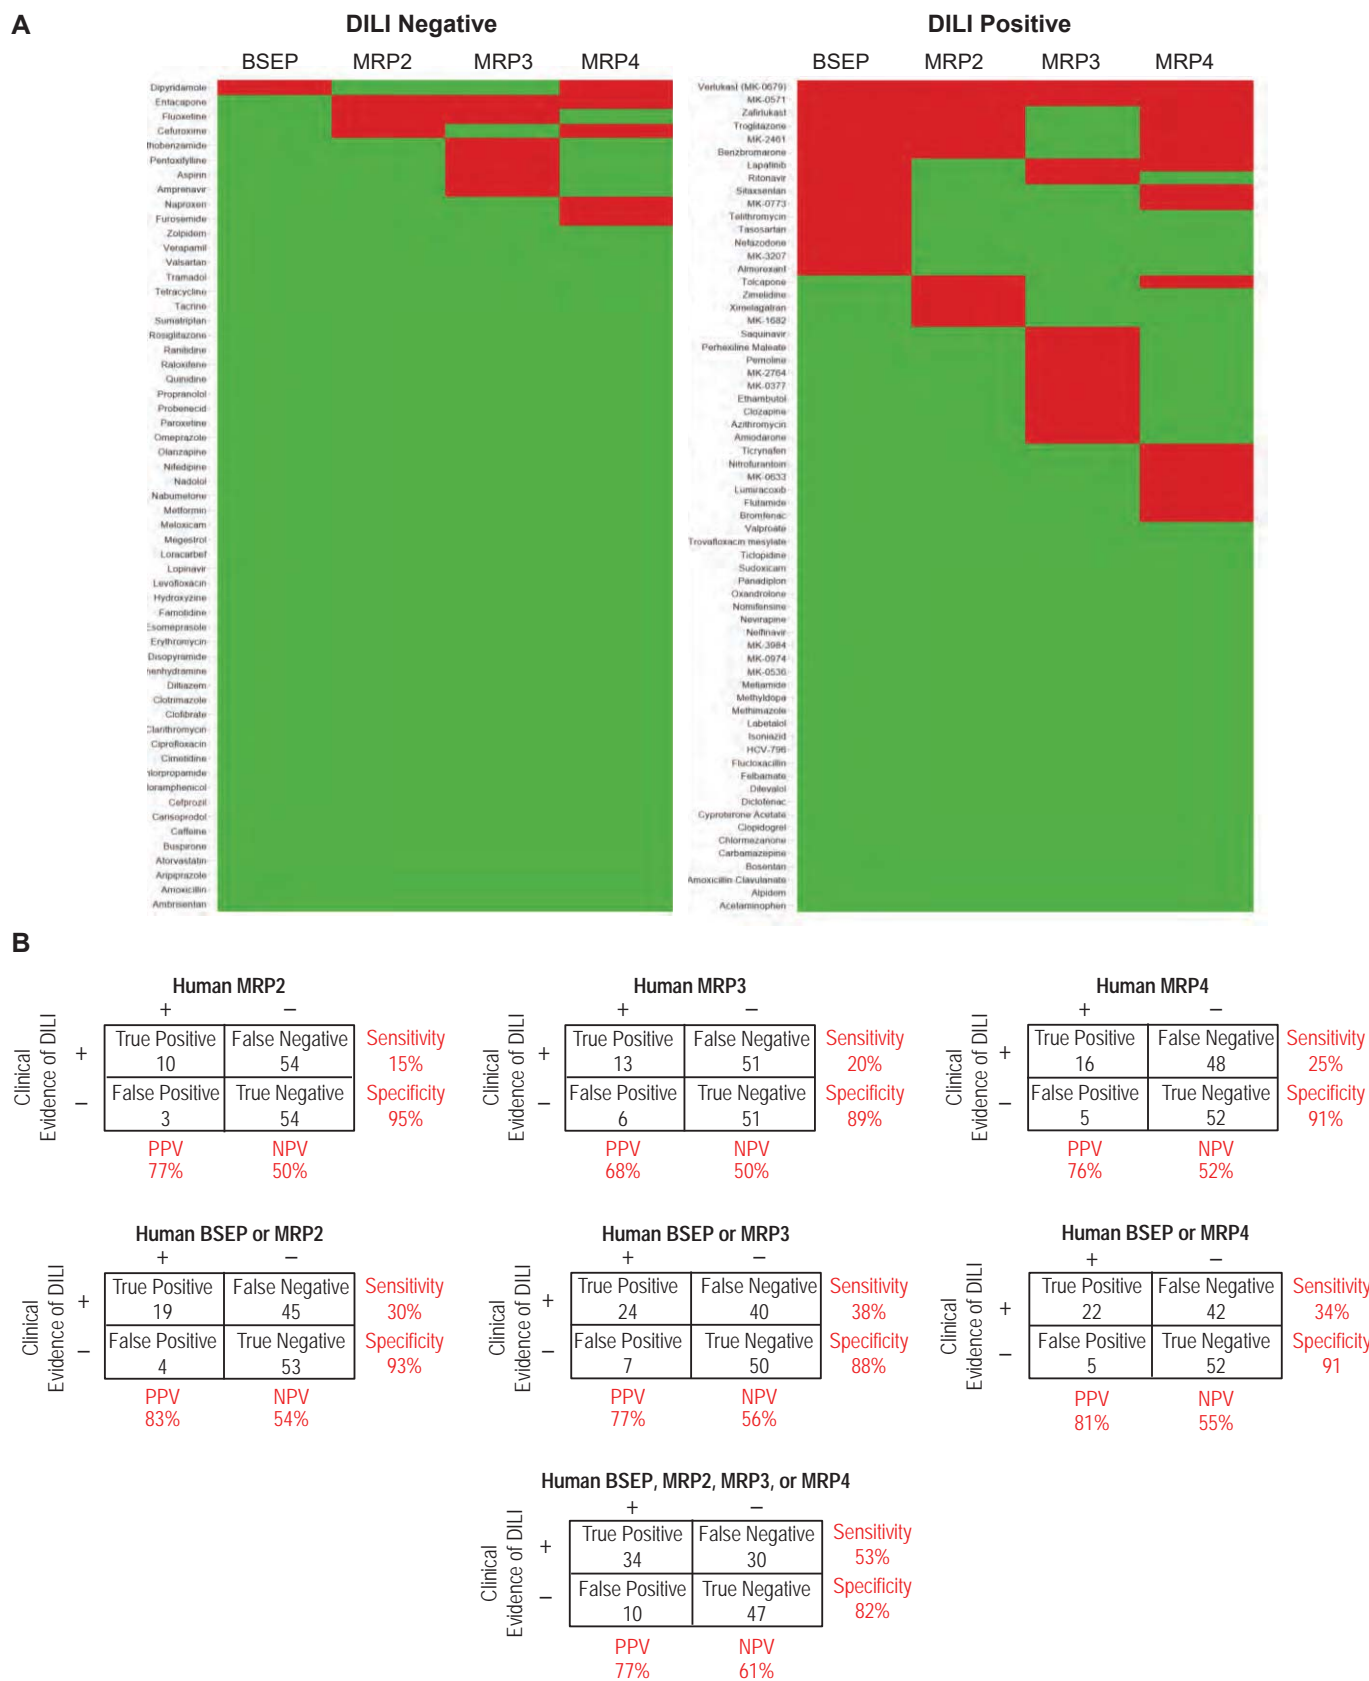 A
DILI Negative
DILI Positive
BSEP MRP2 MRP3 MRP4
BSEP MRP2 MRP3 MRP4
Dipyridamole
Entacapone
Fluoxetine
Cefuroxime
thobenzamide
Pentoxifylline
Aspirin
Amprenavir
Naproxen
Furosemide
Zolpidem
Verapamil
Valsartan
Tramadol
Tetracycline
Tacrine
Sumatriptan
Rosiglitazone
Ranitidine
Raloxifene
Quinidine
Propranolol
Probenecid
Paroxetine
Omeprazole
Olanzapine
Nifedipine
Nadolol
Nabumetone
Metformin
Meloxicam
Megestrol
Loracarbef
Lopinavir
Levofloxacin
Hydroxyzine
Famotidine
Esomeprasole
Erythromycin
Disopyramide
henhydramine
Diltiazem
Clotrimazole
Clofibrate
Clarithromycin
Ciprofloxacin
Cimetidine
hlorpropamide
loramphenicol
Cefprozil
Carisoprodol
Caffeine
Buspirone
Atorvastatin
Aripiprazole
Amoxicillin
Ambrisentan
Verlukast (MK-0679)
MK-0571
Zafirlukast
Troglitazone
MK-2461
Benzbromarone
Lapatinib
Ritonavir
Sitaxsentan
MK-0773
Telithromycin
Tasosartan
Nefazodone
MK-3207
Almorexant
Tolcapone
Zimelidine
Ximelagatran
MK-1682
Saquinavir
Perhexiline Maleate
Pemoline
MK-2764
MK-0377
Ethambutol
Clozapine
Azithromycin
Amiodarone
Ticrynafen
Nitrofurantoin
MK-0633
Lumiracoxib
Flutamide
Bromfenac
Valproate
Trovafloxacin mesylate
Ticlopidine
Sudoxicam
Panadiplon
Oxandrolone
Nomifensine
Nevirapine
Nelfinavir
MK-3984
MK-0974
MK-0536
Metiamide
Methyldopa
Methimazole
Labetalol
Isoniazid
HCV-796
Flucloxacillin
Felbamate
Dilevalol
Diclofenac
Cyproterone Acetate
Clopidogrel
Chlormezanone
Carbamazepine
Bosentan
Amoxicillin Clavulanate
Alpidem
Acetaminophen
B
Human MRP2
+ −
Clinical
Evidence of DILI
+ True Positive False Negative Sensitivity
10 54 15%
− False Positive True Negative Specificity
3 54 95%
PPV NPV
77% 50%
Human MRP3
+ −
Clinical
Evidence of DILI
+ True Positive False Negative Sensitivity
13 51 20%
− False Positive True Negative Specificity
6 51 89%
PPV NPV
68% 50%
Human MRP4
+ −
Clinical
Evidence of DILI
+ True Positive False Negative Sensitivity
16 48 25%
− False Positive True Negative Specificity
5 52 91%
PPV NPV
76% 52%
Human BSEP or MRP2
+ −
Clinical
Evidence of DILI
+ True Positive False Negative Sensitivity
19 45 30%
− False Positive True Negative Specificity
4 53 93%
PPV NPV
83% 54%
Human BSEP or MRP3
+ −
Clinical
Evidence of DILI
+ True Positive False Negative Sensitivity
24 40 38%
− False Positive True Negative Specificity
7 50 88%
PPV NPV
77% 56%
Human BSEP or MRP4
+ −
Clinical
Evidence of DILI
+ True Positive False Negative Sensitivity
22 42 34%
− False Positive True Negative Specificity
5 52 91
PPV NPV
81% 55%
Human BSEP, MRP2, MRP3, or MRP4
+ −
Clinical
Evidence of DILI
+ True Positive False Negative Sensitivity
34 30 53%
− False Positive True Negative Specificity
10 47 82%
PPV NPV
77% 61%